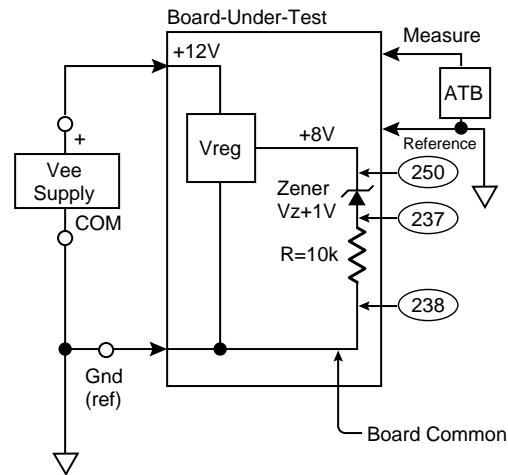 Board-Under-Test
+12V
Measure
ATB
Reference
+8V
Vreg
250
+
Vee
Supply
COM
Zener
Vz+1V
237
R=10k
238
Gnd
(ref)
Board Common